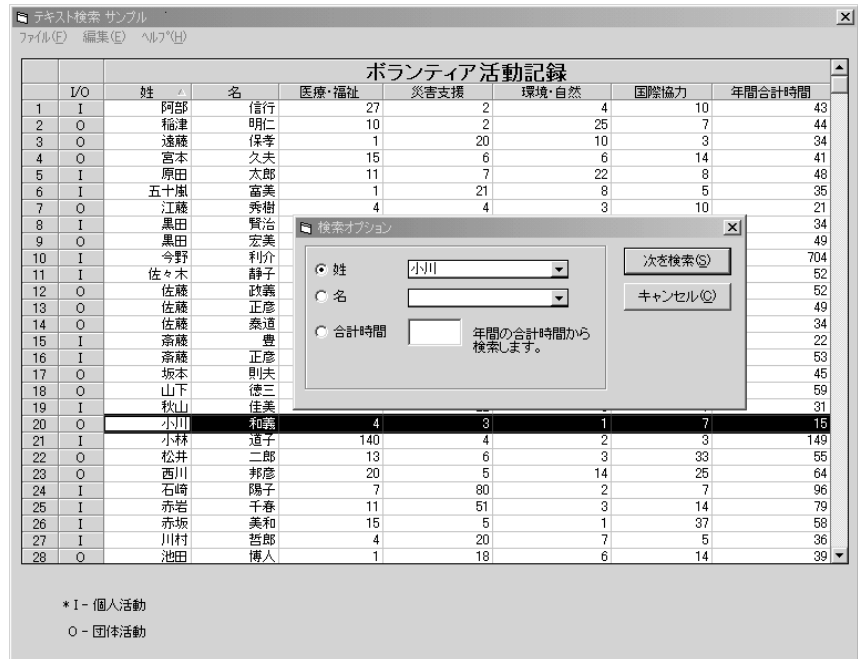 テキスト検索 サンプル
ファイル(F) 編集(E) ヘルプ(H)
ボランティア活動記録
I/O 姓 名 医療・福祉 災害支援 環境・自然 国際協力 年間合計時間
1 I 阿部 信行 27 2 4 10 43
2 O 稲津 明仁 10 2 25 7 44
3 O 遠藤 保孝 1 20 10 3 34
4 O 宮本 久夫 15 6 6 14 41
5 I 原田 太郎 11 7 22 8 48
6 I 五十嵐 富美 1 21 8 5 35
7 O 江藤 秀樹 4 4 3 10 21
8 I 黒田 賢治 34
9 O 黒田 宏美 49
10 I 今野 利介 704
11 I 佐々木 静子 52
12 O 佐藤 政義 52
13 O 佐藤 正彦 49
14 O 佐藤 泰道 34
15 I 斎藤 豊 22
16 I 斎藤 正彦 53
17 O 坂本 則夫 45
18 O 山下 徳三 59
19 I 秋山 佳美 31
20 O 小川 和義 4 3 1 7 15
21 I 小林 道子 140 4 2 3 149
22 O 松井 二郎 13 6 3 33 55
23 O 西川 邦彦 20 5 14 25 64
24 I 石崎 陽子 7 80 2 7 96
25 I 赤岩 千春 11 51 3 14 79
26 I 赤坂 美和 15 5 1 37 58
27 I 川村 哲郎 4 20 7 5 36
28 O 池田 博人 1 18 6 14 39
検索オプション
姓 小川
名
合計時間 年間の合計時間から
検索します。
次を検索(S)
キャンセル(C)
* I - 個人活動
O - 団体活動